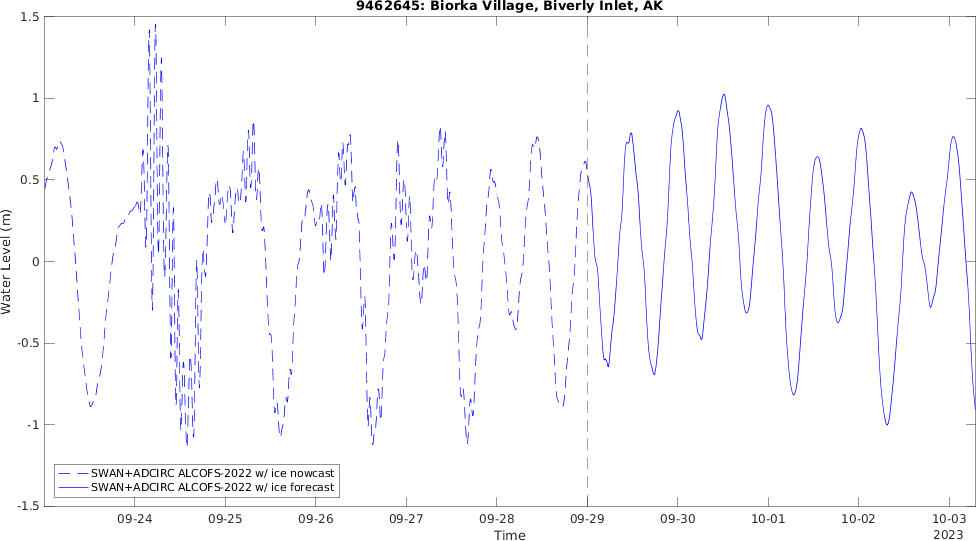 9462645: Biorka Village, Biverly Inlet, AK
1.5
1
0.5
0
-0.5
-1
-1.5
Water Level (m)
SWAN+ADCIRC ALCOFS-2022 w/ ice nowcast
SWAN+ADCIRC ALCOFS-2022 w/ ice forecast
09-24 09-25 09-26 09-27 09-28 09-29 09-30 10-01 10-02 10-03
2023
Time